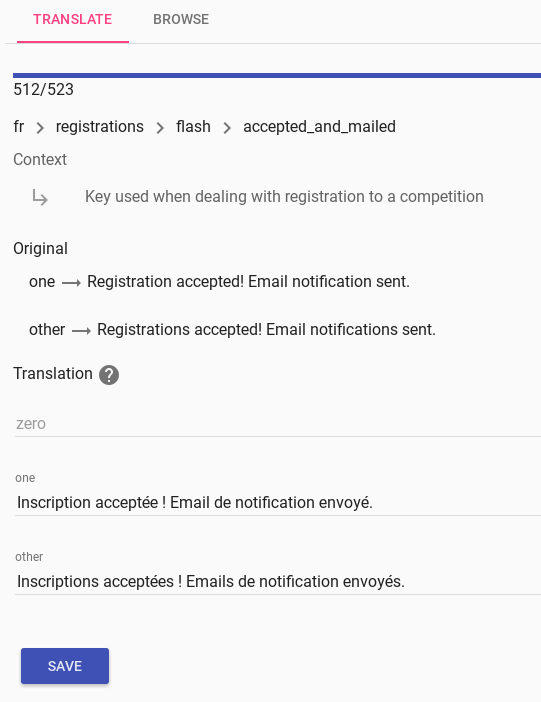 TRANSLATE BROWSE
512/523
fr > registrations > flash > accepted_and_mailed
Context
Key used when dealing with registration to a competition
Original
one → Registration accepted! Email notification sent.
other → Registrations accepted! Email notifications sent.
Translation ?
zero
one
Inscription acceptée ! Email de notification envoyé.
other
Inscriptions acceptées ! Emails de notification envoyés.
SAVE